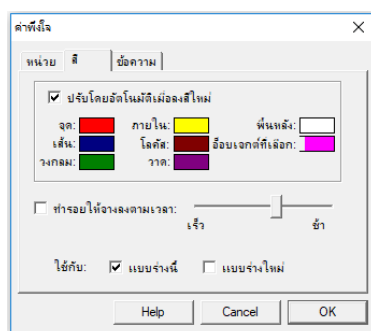 ค่าพึงใจ
หน่วย สี ข้อความ
ปรับโดยอัตโนมัติเมื่อลงสีใหม่
จุด: ภายใน: พื้นหลัง:
เส้น: โลคัส: อ็อบเจกต์ที่เลือก:
วงกลม: วาด:
ทำรอยให้จางลงตามเวลา:
เร็ว ช้า
ใช้กับ: แบบร่างนี้ แบบร่างใหม่
Help Cancel OK